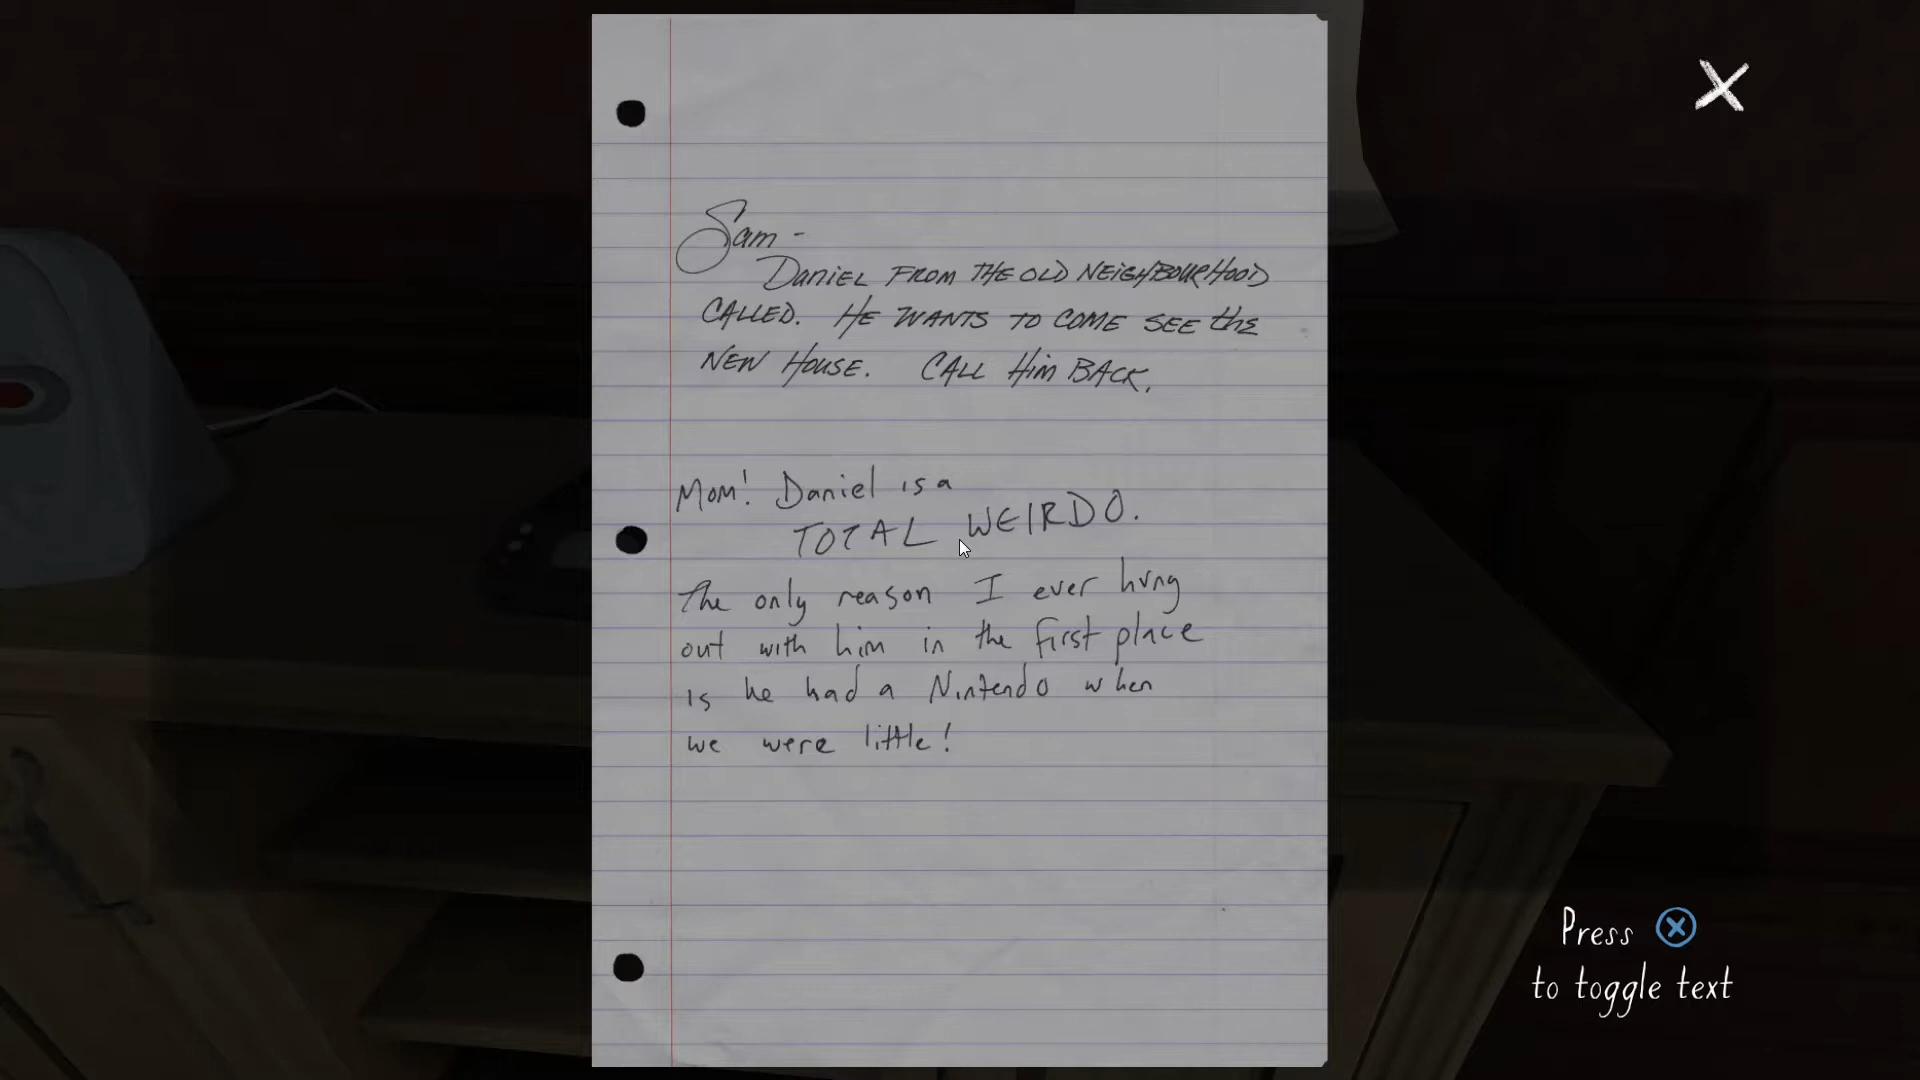 Sam -
Daniel FROM THE OLD NEIGHBOURHOOD
CALLED. HE WANTS TO COME SEE the
NEW HOUSE. CALL Him BACK.
Mom! Daniel is a
TOTAL WEIRDO.
The only reason I ever hung
out with him in the first place
is he had a Nintendo when
we were little!
Press
to toggle text